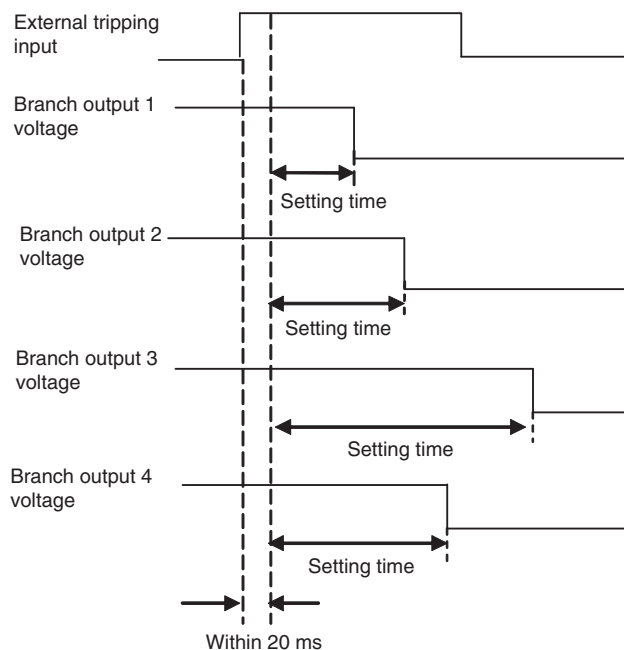 External tripping
input
Branch output 1
voltage
Setting time
Branch output 2
voltage
Setting time
Branch output 3
voltage
Setting time
Branch output 4
voltage
Setting time
Within 20 ms